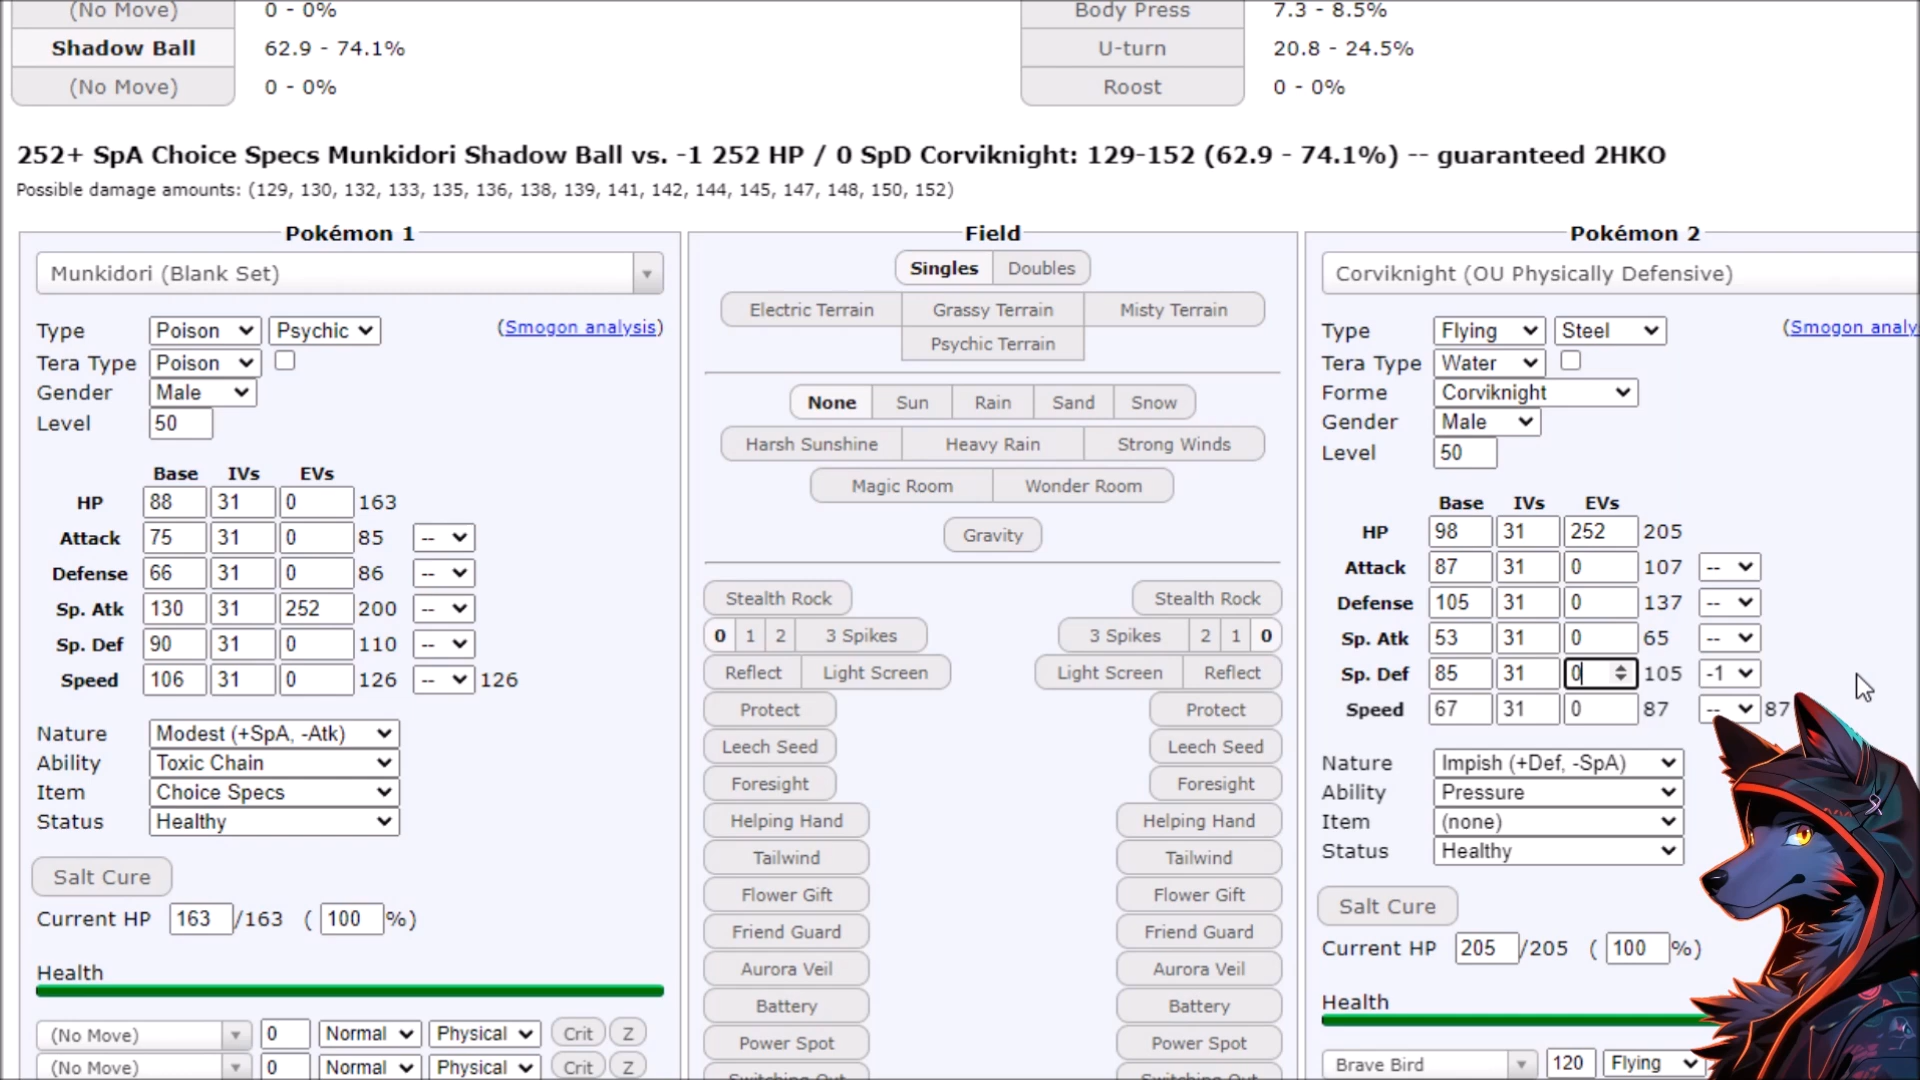 (No Move) 0 - 0%
Shadow Ball 62.9 - 74.1%
(No Move) 0 - 0%
Body Press 7.3 - 8.5%
U-turn 20.8 - 24.5%
Roost 0 - 0%
252+ SpA Choice Specs Munkidori Shadow Ball vs. -1 252 HP / 0 SpD Corviknight: 129-152 (62.9 - 74.1%) -- guaranteed 2HKO
Possible damage amounts: (129, 130, 132, 133, 135, 136, 138, 139, 141, 142, 144, 145, 147, 148, 150, 152)
Pokémon 1
Munkidori (Blank Set)
Type Poison Psychic (Smogon analysis)
Tera Type Poison
Gender Male
Level 50
Base IVs EVs
HP 88 31 0 163
Attack 75 31 0 85 --
Defense 66 31 0 86 --
Sp. Atk 130 31 252 200 --
Sp. Def 90 31 0 110 --
Speed 106 31 0 126 -- 126
Nature Modest (+SpA, -Atk)
Ability Toxic Chain
Item Choice Specs
Status Healthy
Salt Cure
Current HP 163/163 ( 100 %)
Health
(No Move) 0 Normal Physical Crit Z
(No Move) 0 Normal Physical Crit Z
Field
Singles Doubles
Electric Terrain Grassy Terrain Misty Terrain
Psychic Terrain
None Sun Rain Sand Snow
Harsh Sunshine Heavy Rain Strong Winds
Magic Room Wonder Room
Gravity
Stealth Rock Stealth Rock
0 1 2 3 Spikes 3 Spikes 2 1 0
Reflect Light Screen Light Screen Reflect
Protect Protect
Leech Seed Leech Seed
Foresight Foresight
Helping Hand Helping Hand
Tailwind Tailwind
Flower Gift Flower Gift
Friend Guard Friend Guard
Aurora Veil Aurora Veil
Battery Battery
Power Spot Power Spot
Switching Out Switching Out
Pokémon 2
Corviknight (OU Physically Defensive)
Type Flying Steel (Smogon analy
Tera Type Water
Forme Corviknight
Gender Male
Level 50
Base IVs EVs
HP 98 31 252 205
Attack 87 31 0 107 --
Defense 105 31 0 137 --
Sp. Atk 53 31 0 65 --
Sp. Def 85 31 0 105 -1
Speed 67 31 0 87 -- 87
Nature Impish (+Def, -SpA)
Ability Pressure
Item (none)
Status Healthy
Salt Cure
Current HP 205/205 ( 100 %)
Health
Brave Bird 120 Flying